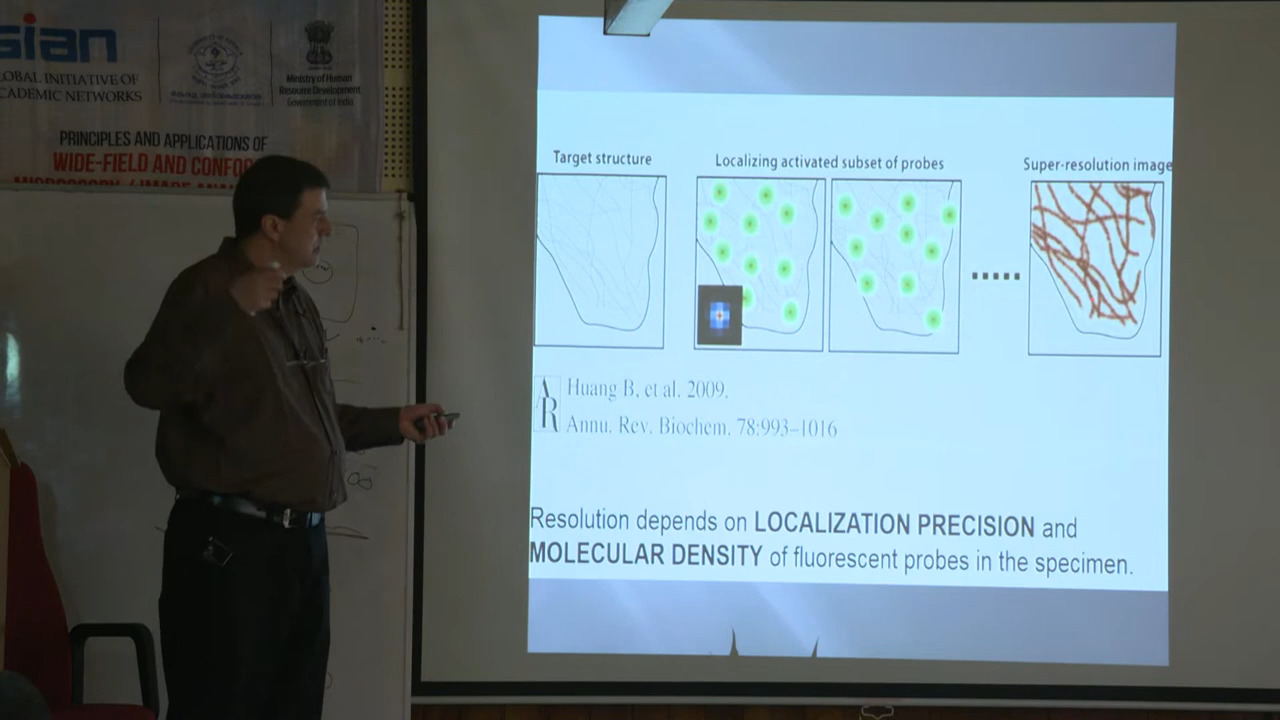 sian
LOBAL INITIATIVE OF
CADEMIC NETWORKS
Ministry of Human
Resource Development
Government of India
PRINCIPLES AND APPLICATIONS OF
WIDE-FIELD AND CONFOC
Target structure
Localizing activated subset of probes
Super-resolution image
A
R
Huang B, et al. 2009.
Annu. Rev. Biochem. 78:993–1016
Resolution depends on LOCALIZATION PRECISION and
MOLECULAR DENSITY of fluorescent probes in the specimen.